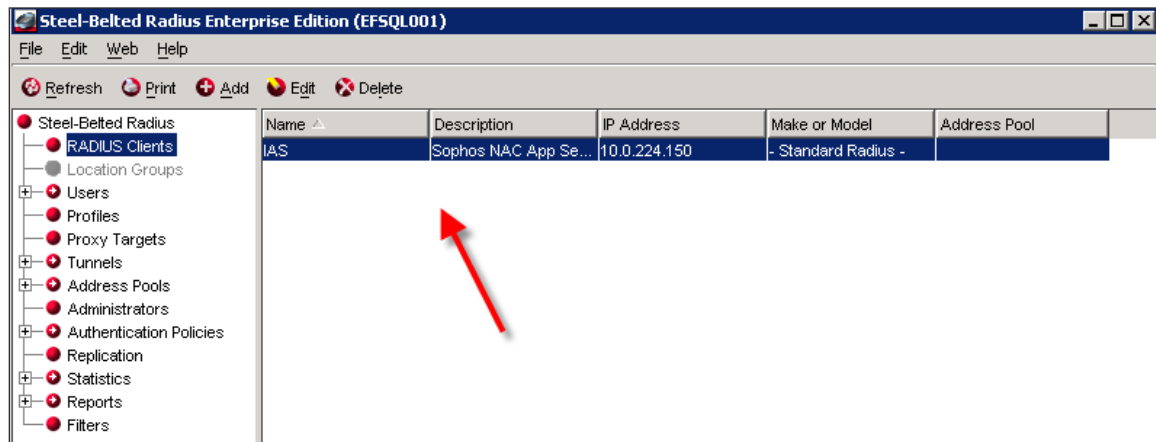 Steel-Belted Radius Enterprise Edition (EFSQL001)
File Edit Web Help
Refresh Print Add Edit Delete
Steel-Belted Radius
RADIUS Clients
Location Groups
Users
Profiles
Proxy Targets
Tunnels
Address Pools
Administrators
Authentication Policies
Replication
Statistics
Reports
Filters
Name Description IP Address Make or Model Address Pool
IAS Sophos NAC App Se... 10.0.224.150 - Standard Radius -